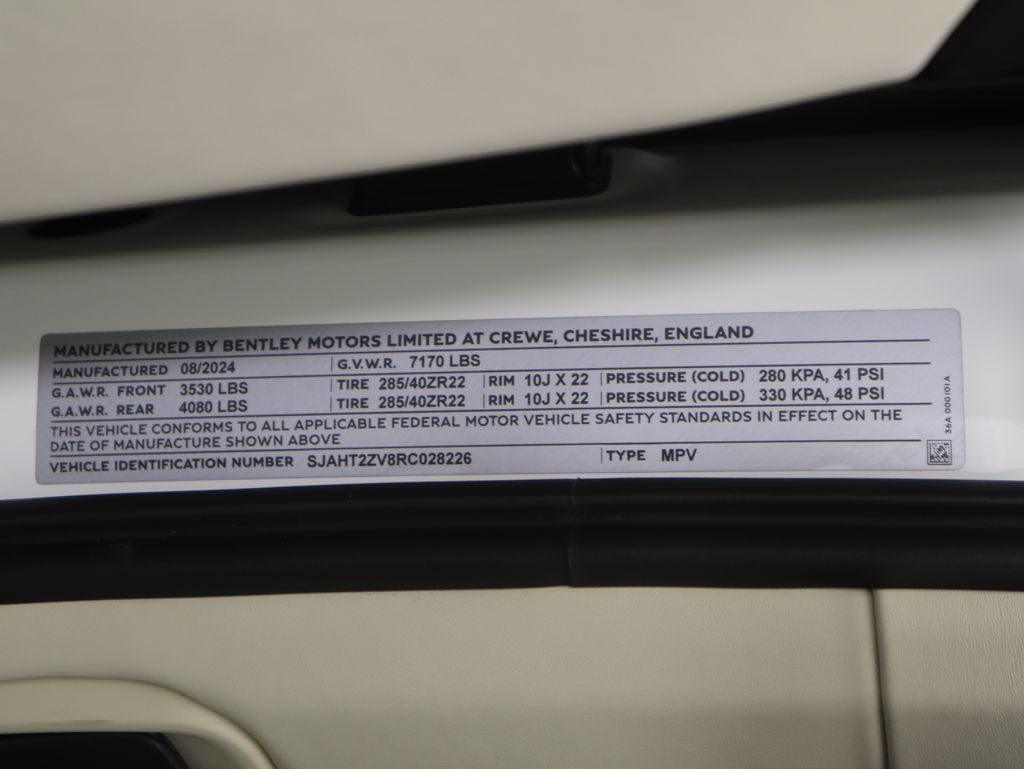 MANUFACTURED BY BENTLEY MOTORS LIMITED AT CREWE, CHESHIRE, ENGLAND
MANUFACTURED 08/2024 G.V.W.R. 7170 LBS
G.A.W.R. FRONT 3530 LBS TIRE 285/40ZR22 RIM 10J X 22 PRESSURE (COLD) 280 KPA, 41 PSI
G.A.W.R. REAR 4080 LBS TIRE 285/40ZR22 RIM 10J X 22 PRESSURE (COLD) 330 KPA, 48 PSI
THIS VEHICLE CONFORMS TO ALL APPLICABLE FEDERAL MOTOR VEHICLE SAFETY STANDARDS IN EFFECT ON THE
DATE OF MANUFACTURE SHOWN ABOVE
VEHICLE IDENTIFICATION NUMBER SJAHT2ZV8RC028226 TYPE MPV
36A 000101A